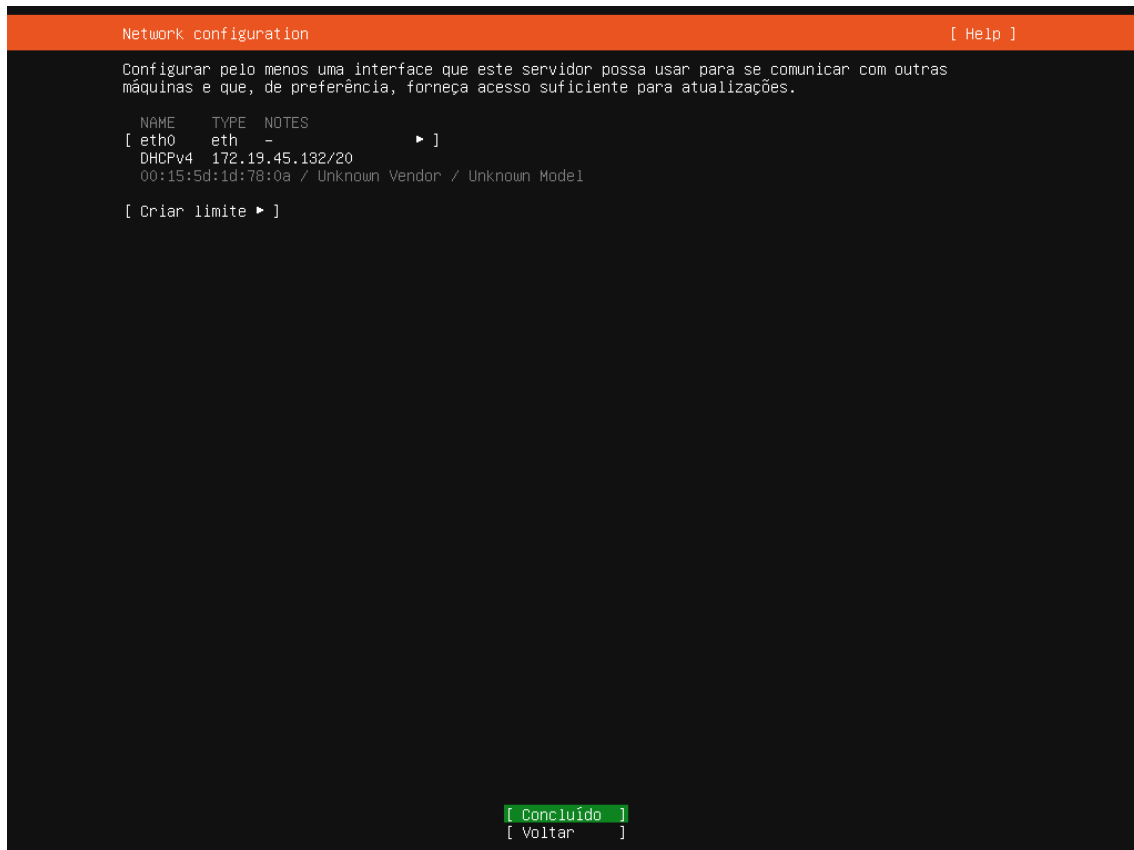 Network configuration [ Help ]
Configurar pelo menos uma interface que este servidor possa usar para se comunicar com outras
máquinas e que, de preferência, forneça acesso suficiente para atualizações.
NAME TYPE NOTES
[ eth0 eth - ▸ ]
DHCPv4 172.19.45.132/20
00:15:5d:1d:78:0a / Unknown Vendor / Unknown Model
[ Criar limite ▸ ]
[ Concluído ]
[ Voltar ]